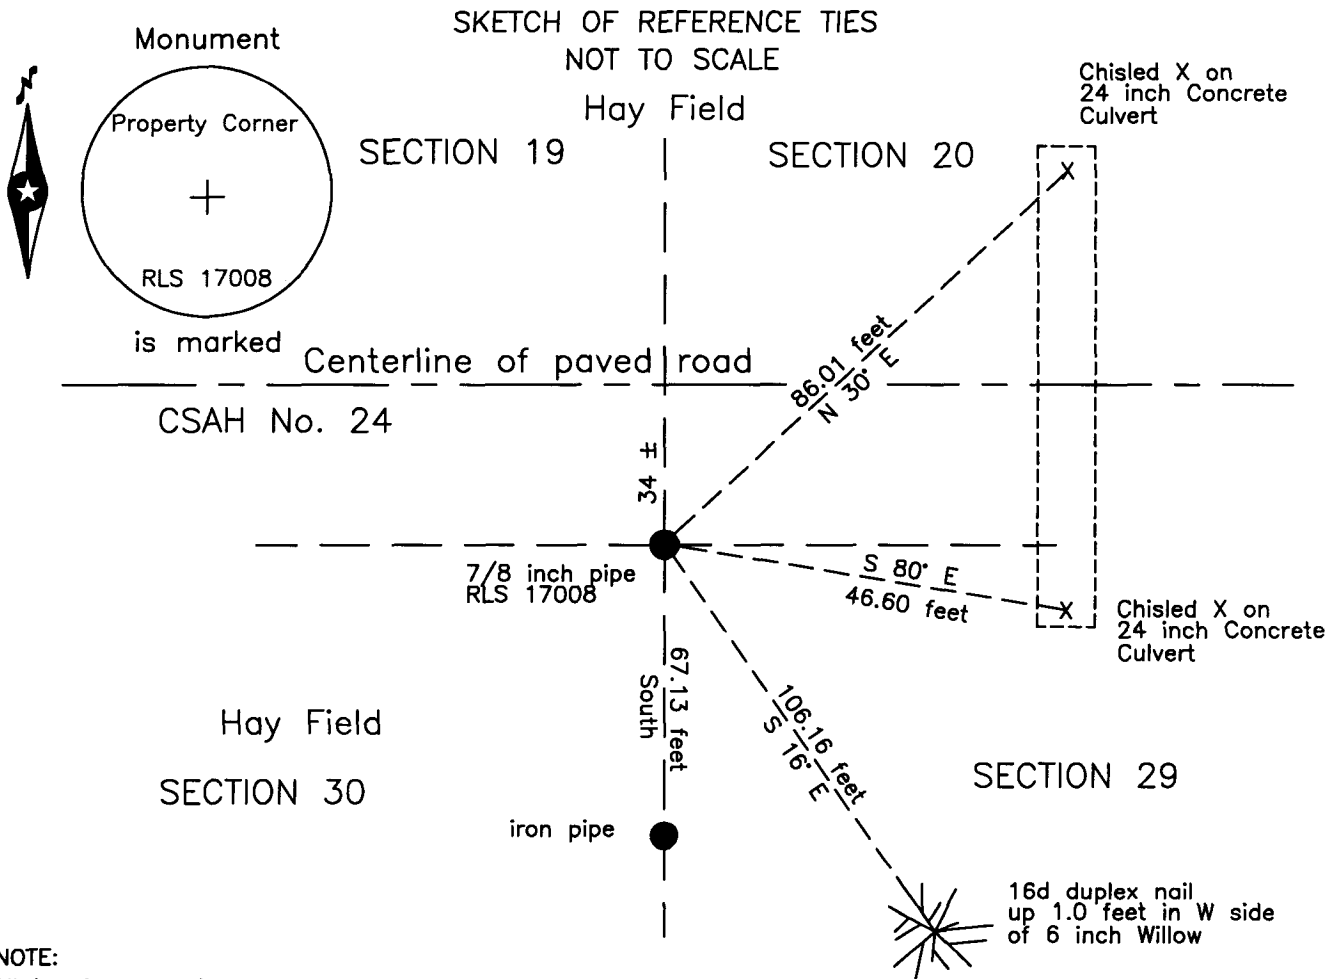 SKETCH OF REFERENCE TIES
NOT TO SCALE
Monument
N
Property Corner
RLS 17008
is marked
Hay Field
SECTION 19
SECTION 20
Chisled X on
24 inch Concrete
Culvert
X
Centerline of paved road
CSAH No. 24
86.01 feet
N 30° E
34 ±
7/8 inch pipe
RLS 17008
S 80° E
46.60 feet
X
Chisled X on
24 inch Concrete
Culvert
67.13 feet
South
106.16 feet
S 16° E
Hay Field
SECTION 30
SECTION 29
iron pipe
16d duplex nail
up 1.0 feet in W side
of 6 inch Willow
NOTE: